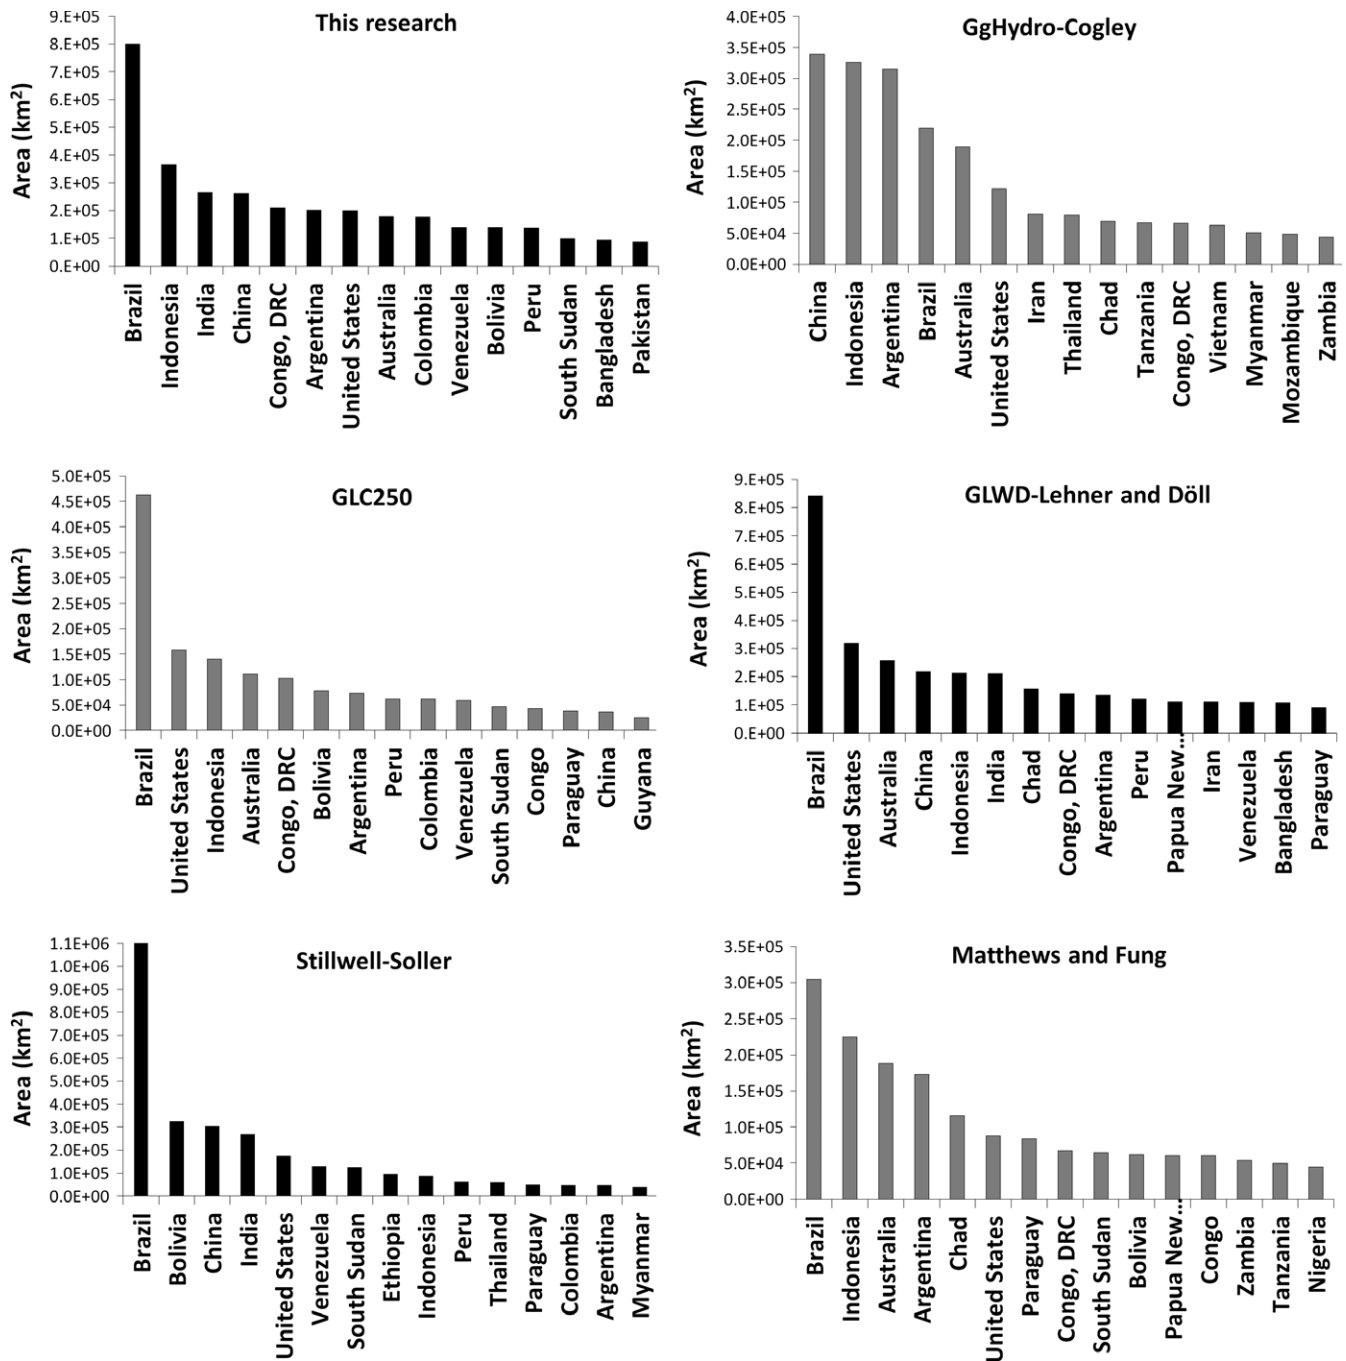 This research
Area (km²)
9.E+05
8.E+05
7.E+05
6.E+05
5.E+05
4.E+05
3.E+05
2.E+05
1.E+05
0.E+00
Brazil
Indonesia
India
China
Congo, DRC
Argentina
United States
Australia
Colombia
Venezuela
Bolivia
Peru
South Sudan
Bangladesh
Pakistan
GgHydro-Cogley
Area (km²)
4.0E+05
3.5E+05
3.0E+05
2.5E+05
2.0E+05
1.5E+05
1.0E+05
5.0E+04
0.0E+00
China
Indonesia
Argentina
Brazil
Australia
United States
Iran
Thailand
Chad
Tanzania
Congo, DRC
Vietnam
Myanmar
Mozambique
Zambia
GLC250
Area (km²)
5.0E+05
4.5E+05
4.0E+05
3.5E+05
3.0E+05
2.5E+05
2.0E+05
1.5E+05
1.0E+05
5.0E+04
0.0E+00
Brazil
United States
Indonesia
Australia
Congo, DRC
Bolivia
Argentina
Peru
Colombia
Venezuela
South Sudan
Congo
Paraguay
China
Guyana
GLWD-Lehner and Döll
Area (km²)
9.E+05
8.E+05
7.E+05
6.E+05
5.E+05
4.E+05
3.E+05
2.E+05
1.E+05
0.E+00
Brazil
United States
Australia
China
Indonesia
India
Chad
Congo, DRC
Argentina
Peru
Papua New...
Iran
Venezuela
Bangladesh
Paraguay
Stillwell-Soller
Area (km²)
1.1E+06
1.0E+06
9.0E+05
8.0E+05
7.0E+05
6.0E+05
5.0E+05
4.0E+05
3.0E+05
2.0E+05
1.0E+05
0.0E+00
Brazil
Bolivia
China
India
United States
Venezuela
South Sudan
Ethiopia
Indonesia
Peru
Thailand
Paraguay
Colombia
Argentina
Myanmar
Matthews and Fung
Area (km²)
3.5E+05
3.0E+05
2.5E+05
2.0E+05
1.5E+05
1.0E+05
5.0E+04
0.0E+00
Brazil
Indonesia
Australia
Argentina
Chad
United States
Paraguay
Congo, DRC
South Sudan
Bolivia
Papua New...
Congo
Zambia
Tanzania
Nigeria